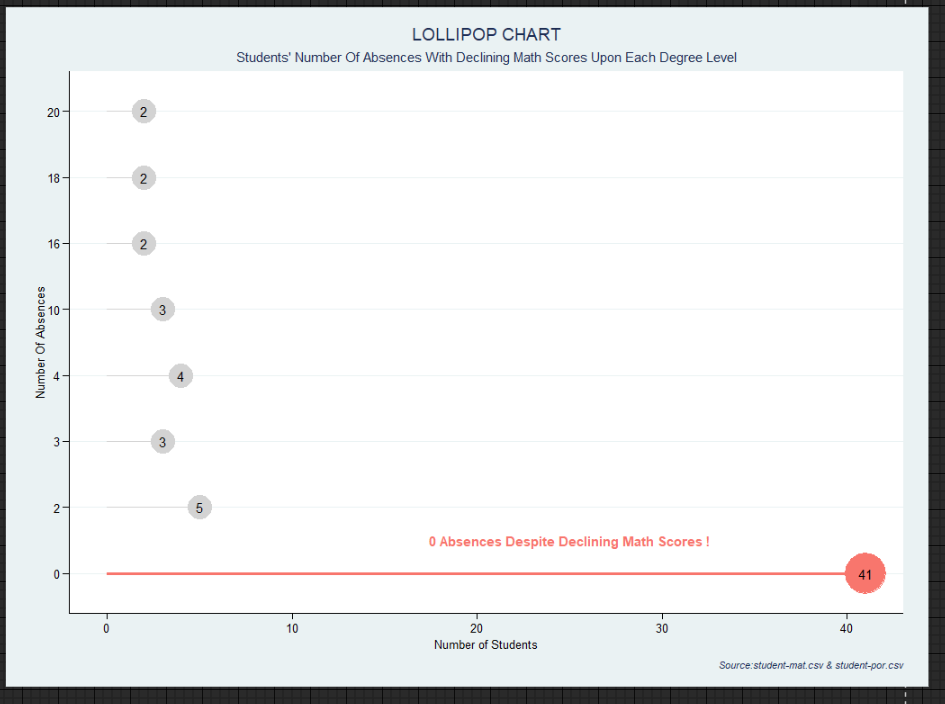 LOLLIPOP CHART
Students' Number Of Absences With Declining Math Scores Upon Each Degree Level
Number Of Absences
20
2
18
2
16
2
10
3
4
4
3
3
2
5
0 Absences Despite Declining Math Scores !
0
41
0 10 20 30 40
Number of Students
Source:student-mat.csv & student-por.csv